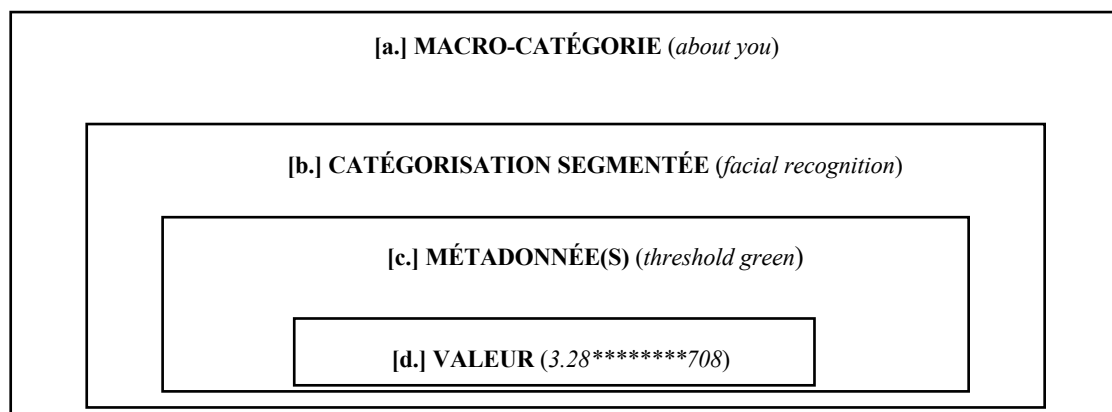 [a.] MACRO-CATÉGORIE (about you)
[b.] CATÉGORISATION SEGMENTÉE (facial recognition)
[c.] MÉTADONNÉE(S) (threshold green)
[d.] VALEUR (3.28********708)